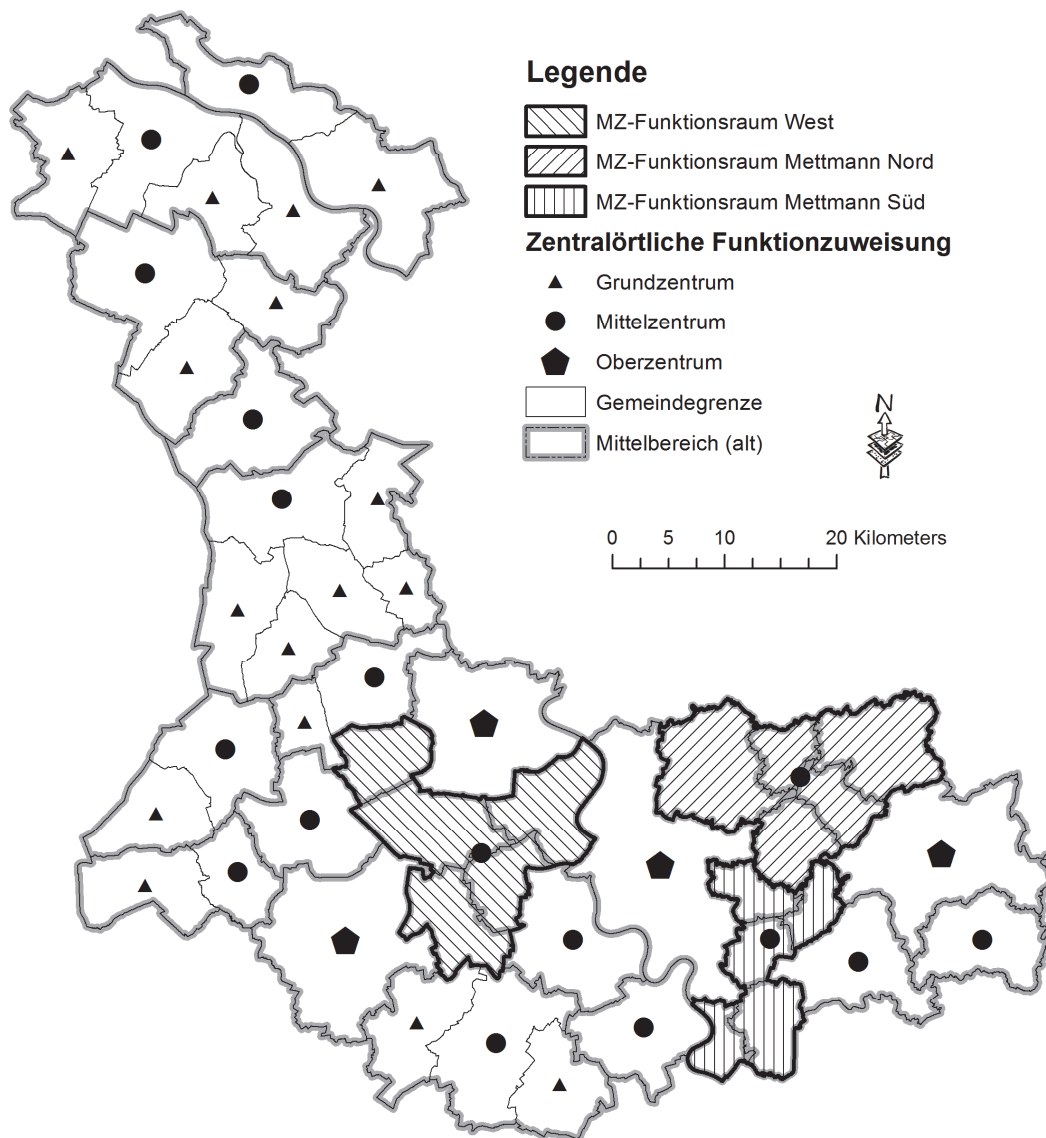 Legende
MZ-Funktionsraum West
MZ-Funktionsraum Mettmann Nord
MZ-Funktionsraum Mettmann Süd
Zentralörtliche Funktionzuweisung
Grundzentrum
Mittelzentrum
Oberzentrum
Gemeindegrenze
Mittelbereich (alt)
N
0 5 10 20 Kilometers